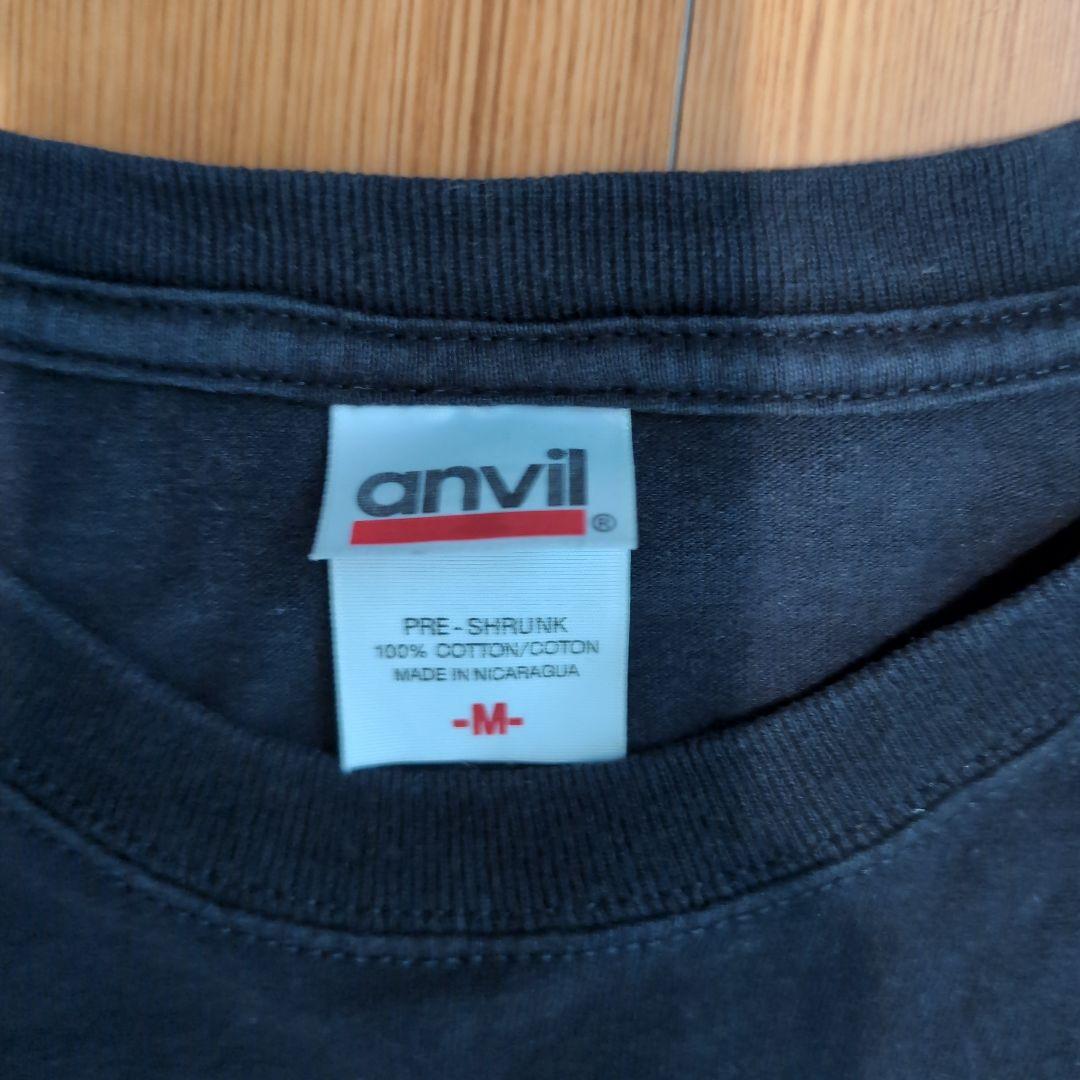 anvil®
PRE-SHRUNK
100% COTTON/COTON
MADE IN NICARAGUA
-M-